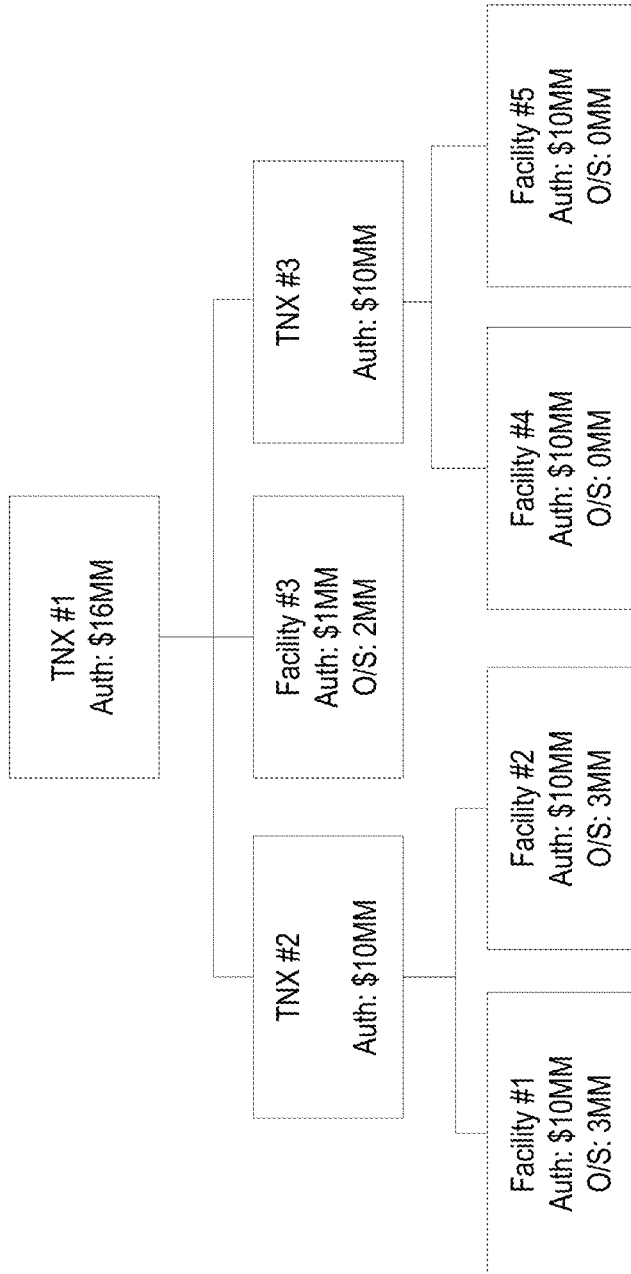 TNX #1
Auth: $16MM
TNX #2
Auth: $10MM
Facility #3
Auth: $1MM
O/S: 2MM
TNX #3
Auth: $10MM
Facility #1
Auth: $10MM
O/S: 3MM
Facility #2
Auth: $10MM
O/S: 3MM
Facility #4
Auth: $10MM
O/S: 0MM
Facility #5
Auth: $10MM
O/S: 0MM